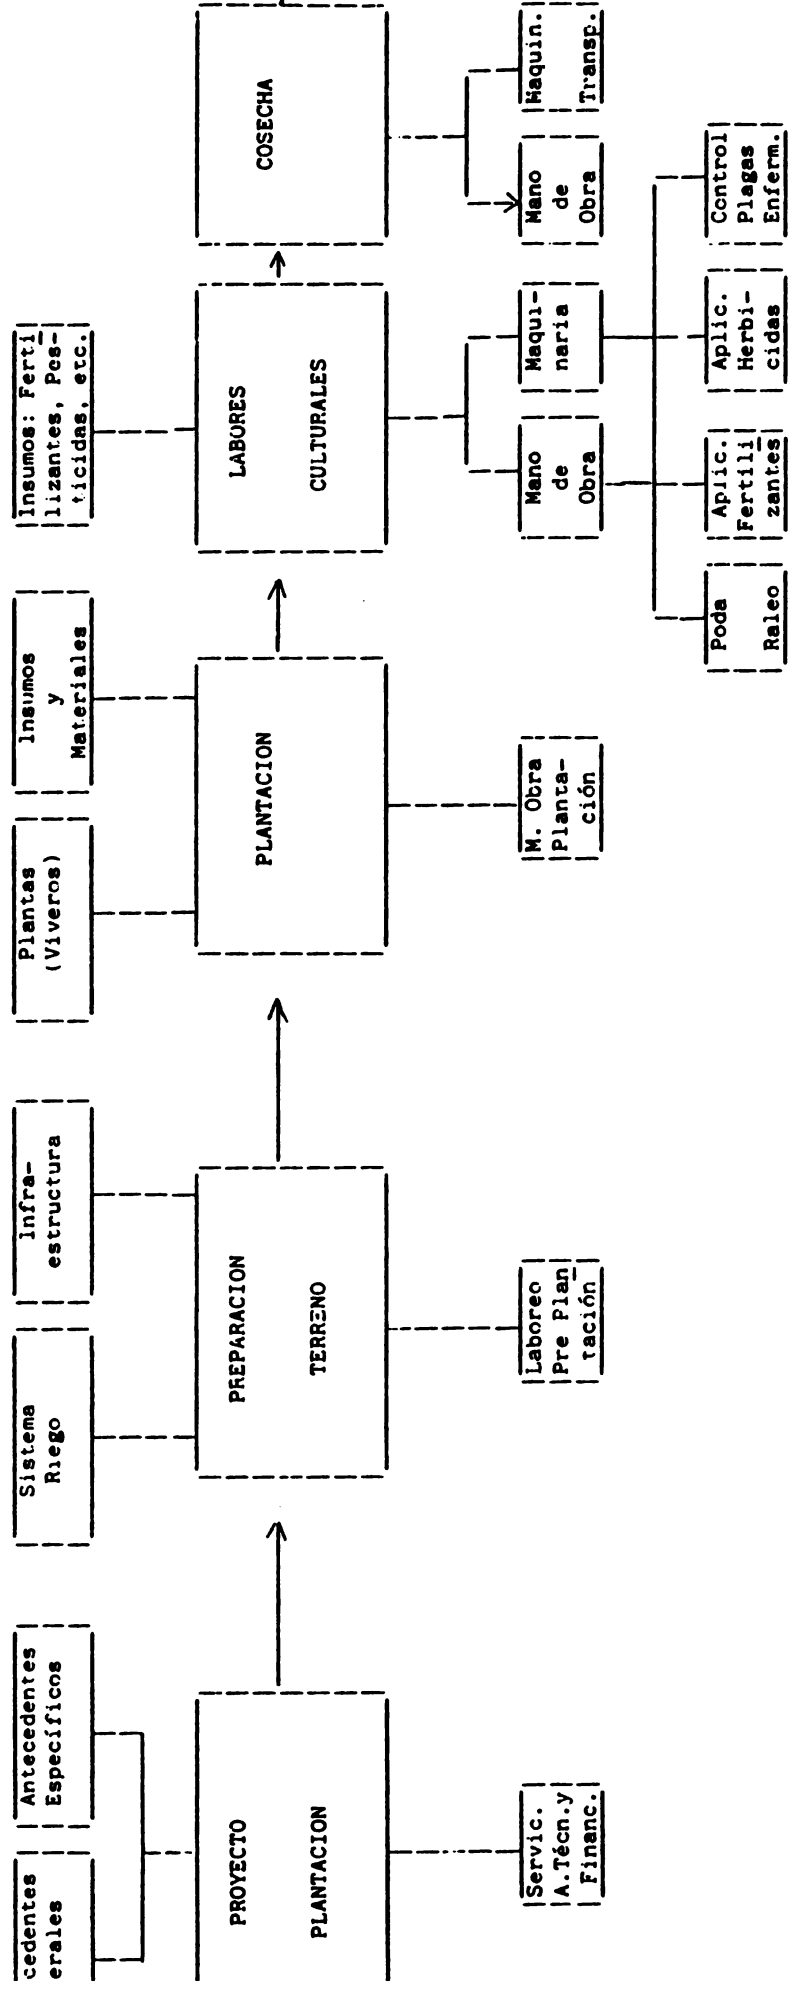 cedentes
erales
Antecedentes
Específicos
Sistema
Riego
Infra-
estructura
Plantas
(Viveros)
Insumos
y
Materiales
Insumos: Ferti
lizantes, Pes-
ticidas, etc.
PROYECTO
PLANTACION
PREPARACION
TERRENO
PLANTACION
LABORES
CULTURALES
COSECHA
Servic.
A.Técn.y
Financ.
Laboreo
Pre Plan
tación
M. Obra
Planta-
ción
Mano
de
Obra
Maqui-
naria
Mano
de
Obra
Maquin.
Transp.
Poda
Raleo
Aplic.
Fertili
zantes
Aplic.
Herbi-
cidas
Control
Plagas
Enferm.